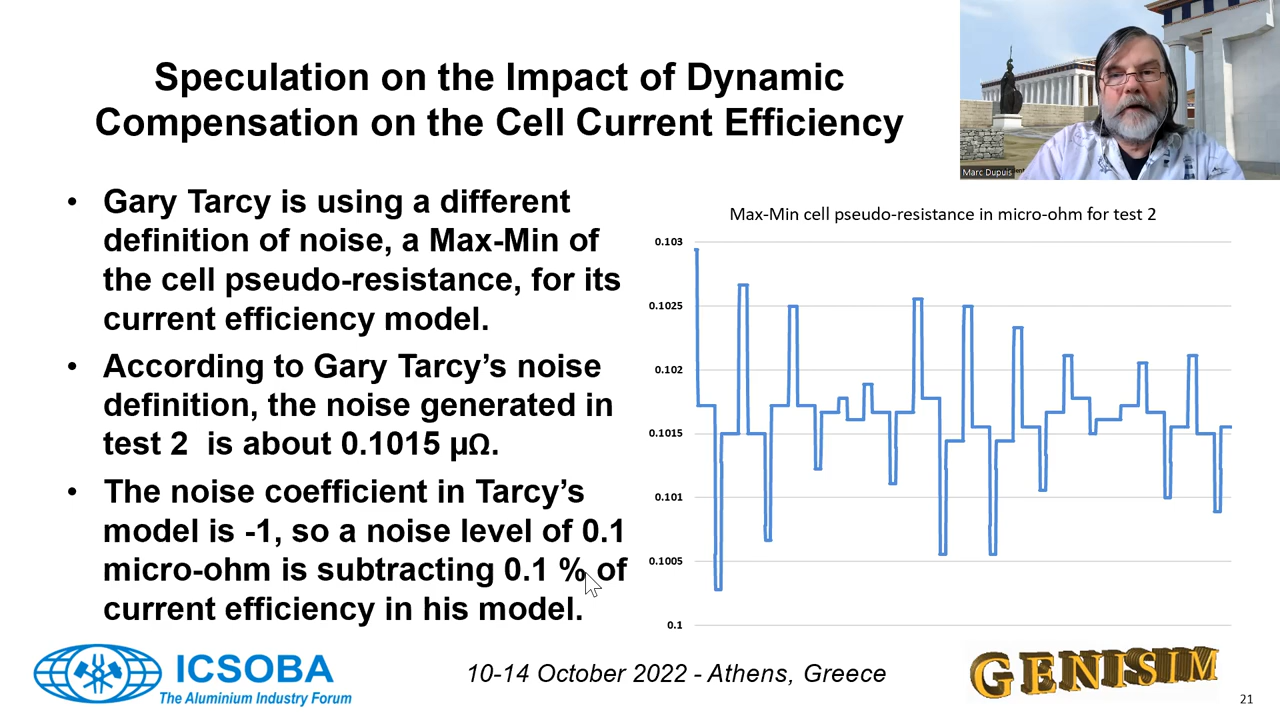 Speculation on the Impact of Dynamic
Compensation on the Cell Current Efficiency
Marc Dupuis
• Gary Tarcy is using a different
definition of noise, a Max-Min of
the cell pseudo-resistance, for its
current efficiency model.
• According to Gary Tarcy’s noise
definition, the noise generated in
test 2 is about 0.1015 µΩ.
• The noise coefficient in Tarcy’s
model is -1, so a noise level of 0.1
micro-ohm is subtracting 0.1 % of
current efficiency in his model.
Max-Min cell pseudo-resistance in micro-ohm for test 2
0.103
0.1025
0.102
0.1015
0.101
0.1005
0.1
ICSOBA
The Aluminium Industry Forum
10-14 October 2022 - Athens, Greece
GENISIM
21